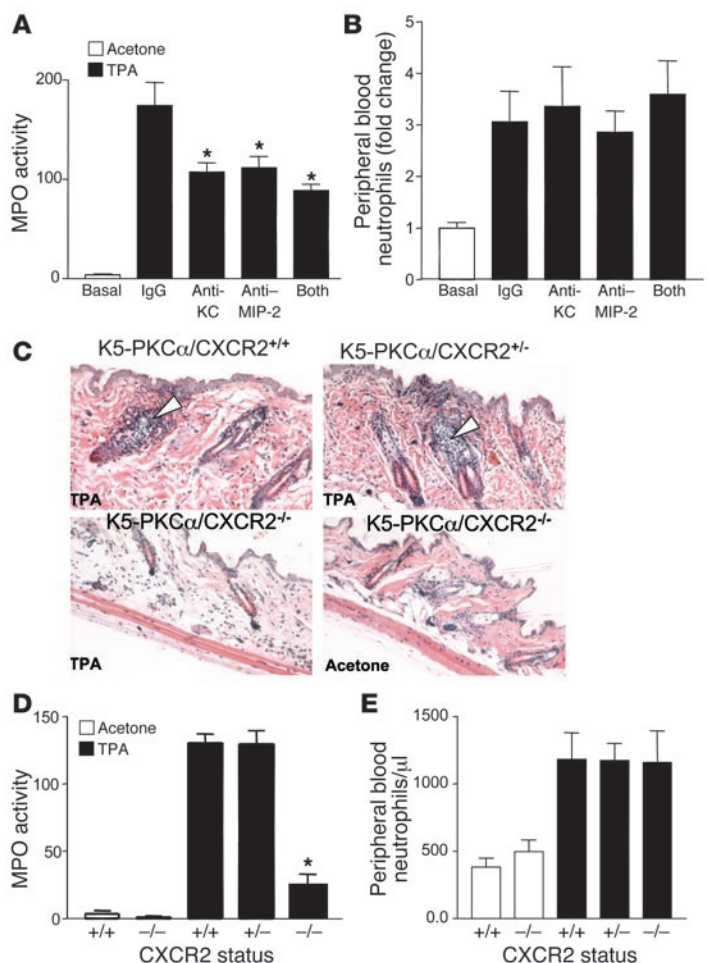 A
Acetone
TPA
MPO activity
200
100
0
Basal IgG Anti-KC Anti–MIP-2 Both
B
Peripheral blood
neutrophils (fold change)
5
4
3
2
1
0
Basal IgG Anti-KC Anti–MIP-2 Both
C
K5-PKCα/CXCR2+/+
K5-PKCα/CXCR2+/-
TPA
TPA
K5-PKCα/CXCR2-/-
K5-PKCα/CXCR2-/-
TPA
Acetone
D
Acetone
TPA
MPO activity
150
100
50
0
+/+ –/– +/+ +/– –/–
CXCR2 status
*
* * *
E
Peripheral blood
neutrophils/µl
1500
1000
500
0.0
+/+ –/– +/+ +/– –/–
CXCR2 status